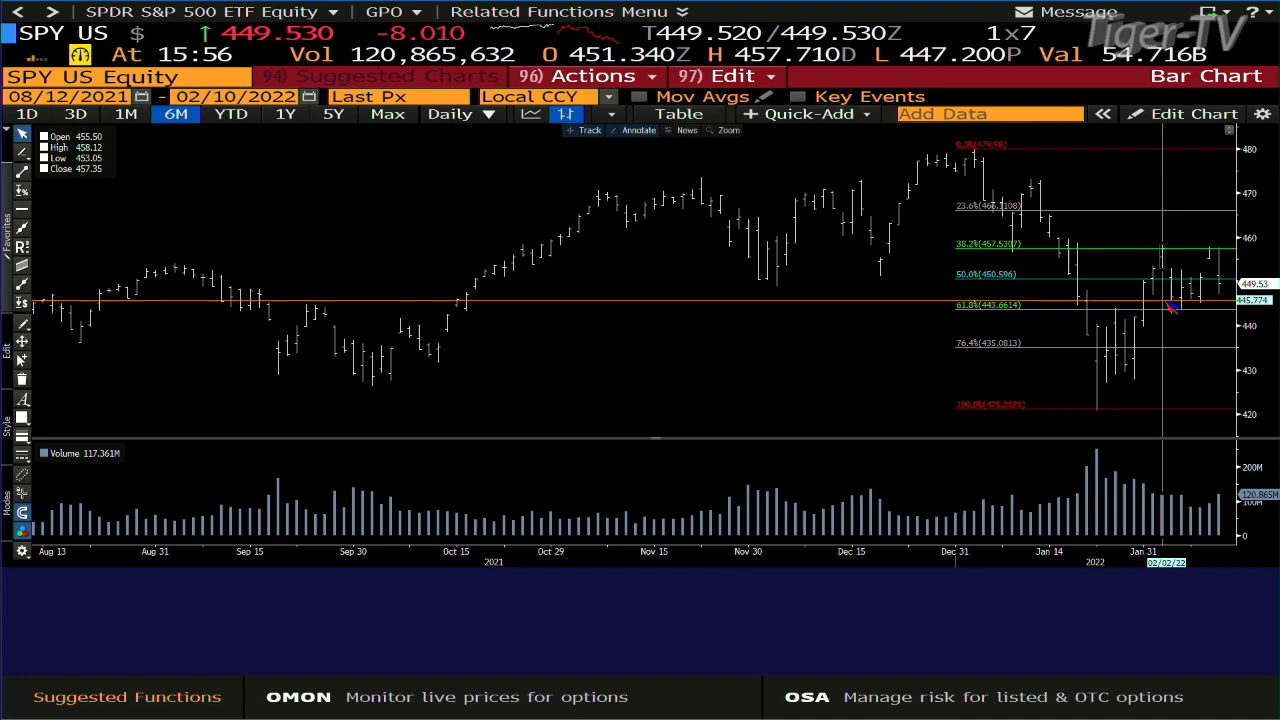 < > SPDR S&P 500 ETF Equity GPO Related Functions Menu Message ?
Tiger-TV
SPY US $ ↑ 449.530 -8.010 T449.520/449.530Z 1x7
At 15:56 Vol 120,865,632 O 451.340Z H 457.710D L 447.200P Val 54.716B
SPY US Equity 94) Suggested Charts 96) Actions 97) Edit Bar Chart
08/12/2021 - 02/10/2022 Last Px Local CCY Mov Avgs Key Events
1D 3D 1M 6M YTD 1Y 5Y Max Daily ▼ Table + Quick-Add Add Data « Edit Chart
Track Annotate News Zoom
Open 455.50
High 458.12
Low 453.05
Close 457.35
Favorites
Edit
Style
Modes
480
470
460
449.53
445.774
440
430
420
38.2%(457.5307)
50.0%(450.596)
61.8%(443.6614)
76.4%(435.0813)
Volume 117.361M
200M
120.865M
100M
0
Aug 13 Aug 31 Sep 15 Sep 30 Oct 15 Oct 29 Nov 15 Nov 30 Dec 15 Dec 31 Jan 14 Jan 31
2021 2022 02/02/22
Suggested Functions OMON Monitor live prices for options OSA Manage risk for listed & OTC options